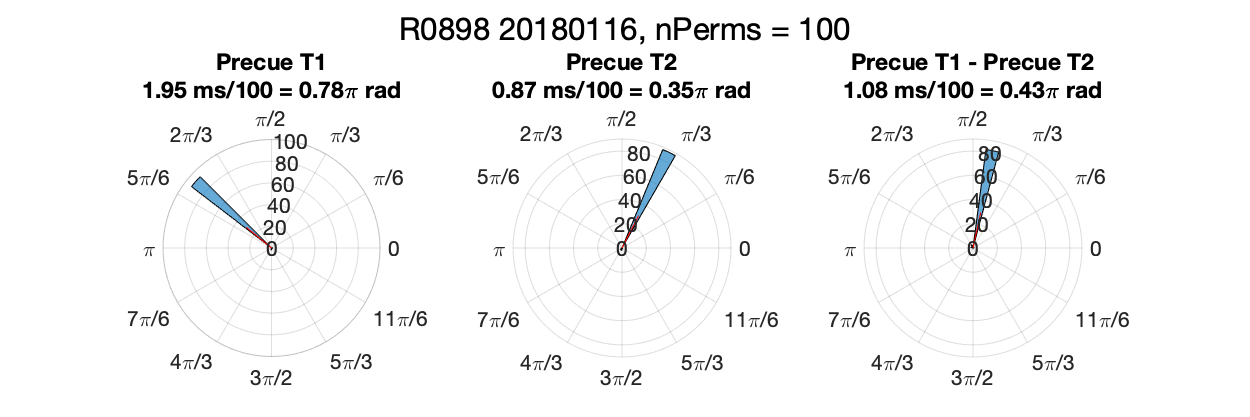 R0898 20180116, nPerms = 100
Precue T1
1.95 ms/100 = 0.78π rad
π/2
2π/3
π/3
5π/6
π/6
π
0
7π/6
11π/6
4π/3
5π/3
3π/2
100
80
60
40
20
0
Precue T2
0.87 ms/100 = 0.35π rad
π/2
2π/3
π/3
5π/6
π/6
π
0
7π/6
11π/6
4π/3
5π/3
3π/2
80
60
40
20
0
Precue T1 - Precue T2
1.08 ms/100 = 0.43π rad
π/2
2π/3
π/3
5π/6
π/6
π
0
7π/6
11π/6
4π/3
5π/3
3π/2
80
60
40
20
0